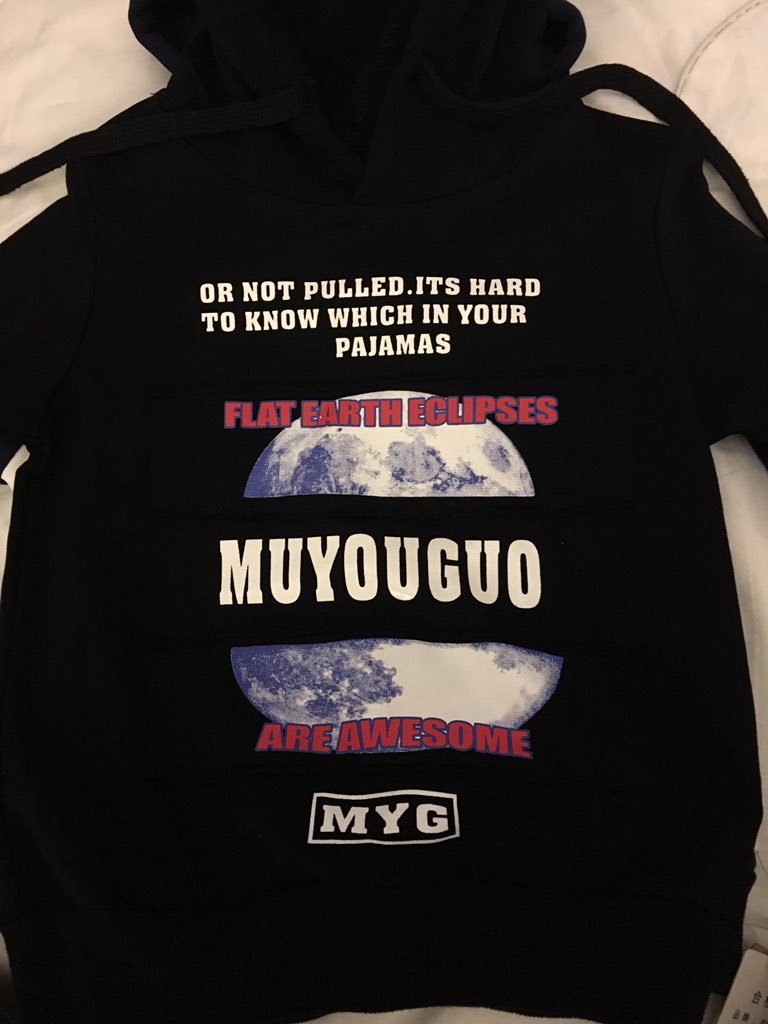 OR NOT PULLED.ITS HARD
TO KNOW WHICH IN YOUR
PAJAMAS
FLAT EARTH ECLIPSES
MUYOUGUO
ARE AWESOME
MYG